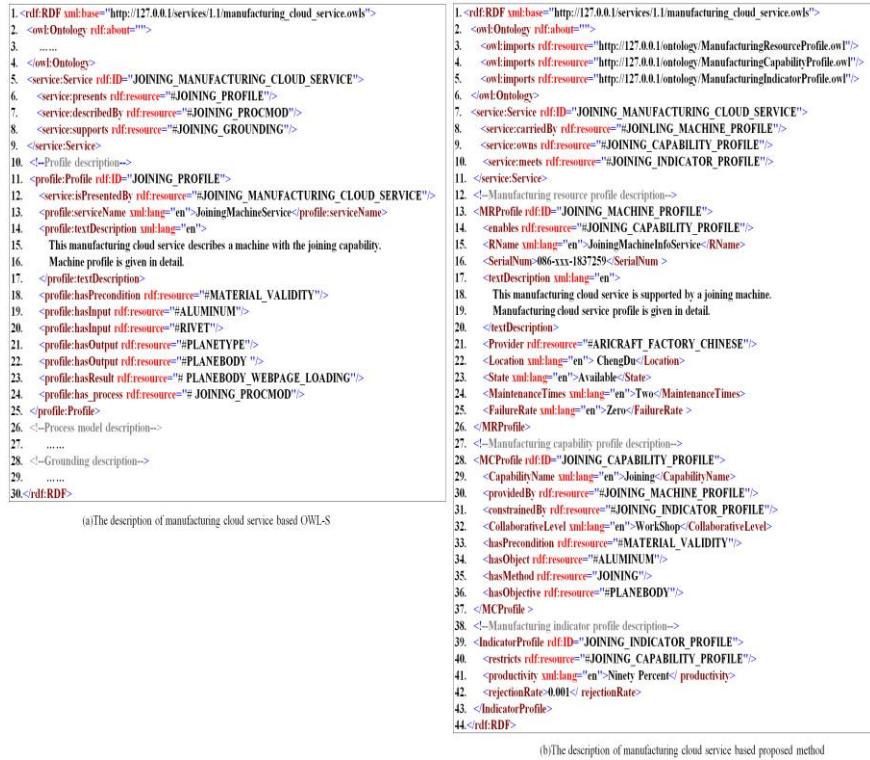 1. <rdf:RDF xml:base="http://127.0.0.1/services/1.1/manufacturing_cloud_service.owls">
2. <owl:Ontology rdf:about="">
3. ……
4. </owl:Ontology>
5. <service:Service rdf:ID="JOINING_MANUFACTURING_CLOUD_SERVICE">
6. <service:presents rdf:resource="#JOINING_PROFILE"/>
7. <service:describedBy rdf:resource="#JOINING_PROCMOD"/>
8. <service:supports rdf:resource="#JOINING_GROUNDING"/>
9. </service:Service>
10. <!--Profile description-->
11. <profile:Profile rdf:ID="JOINING_PROFILE">
12. <service:isPresentedBy rdf:resource="#JOINING_MANUFACTURING_CLOUD_SERVICE"/>
13. <profile:serviceName xml:lang="en">JoiningMachineService</profile:serviceName>
14. <profile:textDescription xml:lang="en">
15. This manufacturing cloud service describes a machine with the joining capability.
16. Machine profile is given in detail.
17. </profile:textDescription>
18. <profile:hasPrecondition rdf:resource="#MATERIAL_VALIDITY"/>
19. <profile:hasInput rdf:resource="#ALUMINUM"/>
20. <profile:hasInput rdf:resource="#RIVET"/>
21. <profile:hasOutput rdf:resource="#PLANETYPE"/>
22. <profile:hasOutput rdf:resource="#PLANEBODY "/>
23. <profile:hasResult rdf:resource="# PLANEBODY_WEBPAGE_LOADING"/>
24. <profile:has_process rdf:resource="# JOINING_PROCMOD"/>
25. </profile:Profile>
26. <!--Process model description-->
27. ……
28. <!--Grounding description-->
29. ……
30.</rdf:RDF>
(a)The description of manufacturing cloud service based OWL-S
1. <rdf:RDF xml:base="http://127.0.0.1/services/1.1/manufacturing_cloud_service.owls">
2. <owl:Ontology rdf:about="">
3. <owl:imports rdf:resource="http://127.0.0.1/ontology/ManufacturingResourceProfile.owl"/>
4. <owl:imports rdf:resource="http://127.0.0.1/ontology/ManufacturingCapabilityProfile.owl"/>
5. <owl:imports rdf:resource="http://127.0.0.1/ontology/ManufacturingIndicatorProfile.owl"/>
6. </owl:Ontology>
7. <service:Service rdf:ID="JOINING_MANUFACTURING_CLOUD_SERVICE">
8. <service:carriedBy rdf:resource="#JOINLING_MACHINE_PROFILE"/>
9. <service:owns rdf:resource="#JOINING_CAPABILITY_PROFILE"/>
10. <service:meets rdf:resource="#JOINING_INDICATOR_PROFILE"/>
11. </service:Service>
12. <!--Manufacturing resource profile description-->
13. <MRProfile rdf:ID="JOINING_MACHINE_PROFILE">
14. <enables rdf:resource="#JOINING_CAPABILITY_PROFILE"/>
15. <RName xml:lang="en">JoiningMachineInfoService</RName>
16. <SerialNum>086-xxx-1837259</SerialNum >
17. <textDescription xml:lang="en">
18. This manufacturing cloud service is supported by a joining machine.
19. Manufacturing cloud service profile is given in detail.
20. </textDescription>
21. <Provider rdf:resource="#ARICRAFT_FACTORY_CHINESE"/>
22. <Location xml:lang="en"> ChengDu</Location>
23. <State xml:lang="en">Available</State>
24. <MaintenanceTimes xml:lang="en">Two</MaintenanceTimes>
25. <FailureRate xml:lang="en">Zero</FailureRate >
26. </MRProfile>
27. <!--Manufacturing capability profile description-->
28. <MCProfile rdf:ID="JOINING_CAPABILITY_PROFILE">
29. <CapabilityName xml:lang="en">Joining</CapabilityName>
30. <providedBy rdf:resource="#JOINING_MACHINE_PROFILE"/>
31. <constrainedBy rdf:resource="#JOINING_INDICATOR_PROFILE"/>
32. <CollaborativeLevel xml:lang="en">WorkShop</CollaborativeLevel>
33. <hasPrecondition rdf:resource="#MATERIAL_VALIDITY"/>
34. <hasObject rdf:resource="#ALUMINUM"/>
35. <hasMethod rdf:resource="JOINING"/>
36. <hasObjective rdf:resource="#PLANEBODY"/>
37. </MCProfile >
38. <!--Manufacturing indicator profile description-->
39. <IndicatorProfile rdf:ID="JOINING_INDICATOR_PROFILE">
40. <restricts rdf:resource="#JOINING_CAPABILITY_PROFILE"/>
41. <productivity xml:lang="en">Ninety Percent</ productivity>
42. <rejectionRate>0.001</ rejectionRate>
43. </IndicatorProfile>
44.</rdf:RDF>
(b)The description of manufacturing cloud service based proposed method